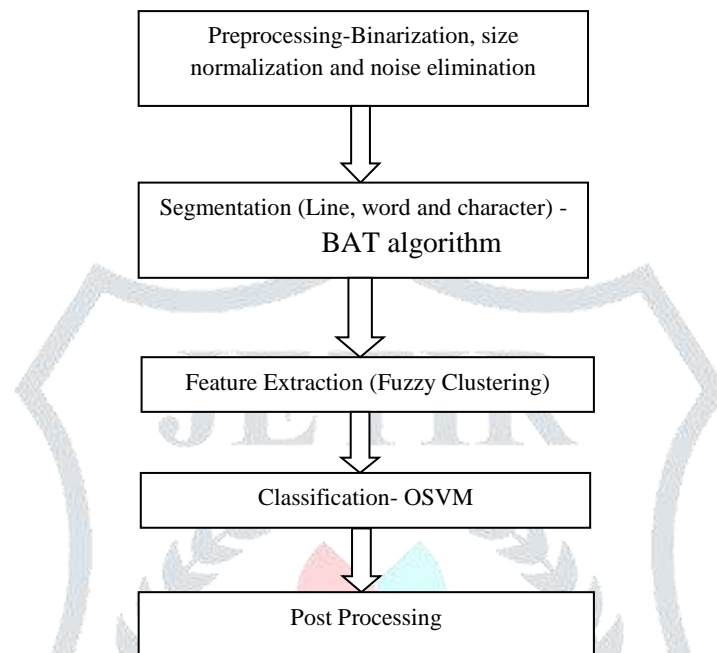 Preprocessing-Binarization, size
normalization and noise elimination
Segmentation (Line, word and character) -
BAT algorithm
Feature Extraction (Fuzzy Clustering)
JETIR
Classification- OSVM
Post Processing